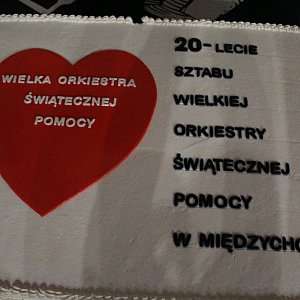 WIELKA ORKIESTRA
ŚWIĄTECZNEJ
POMOCY
20-LECIE
SZTABU
WIELKIEJ
ORKIESTRY
ŚWIĄTECZNEJ
POMOCY
W MIĘDZYCHO